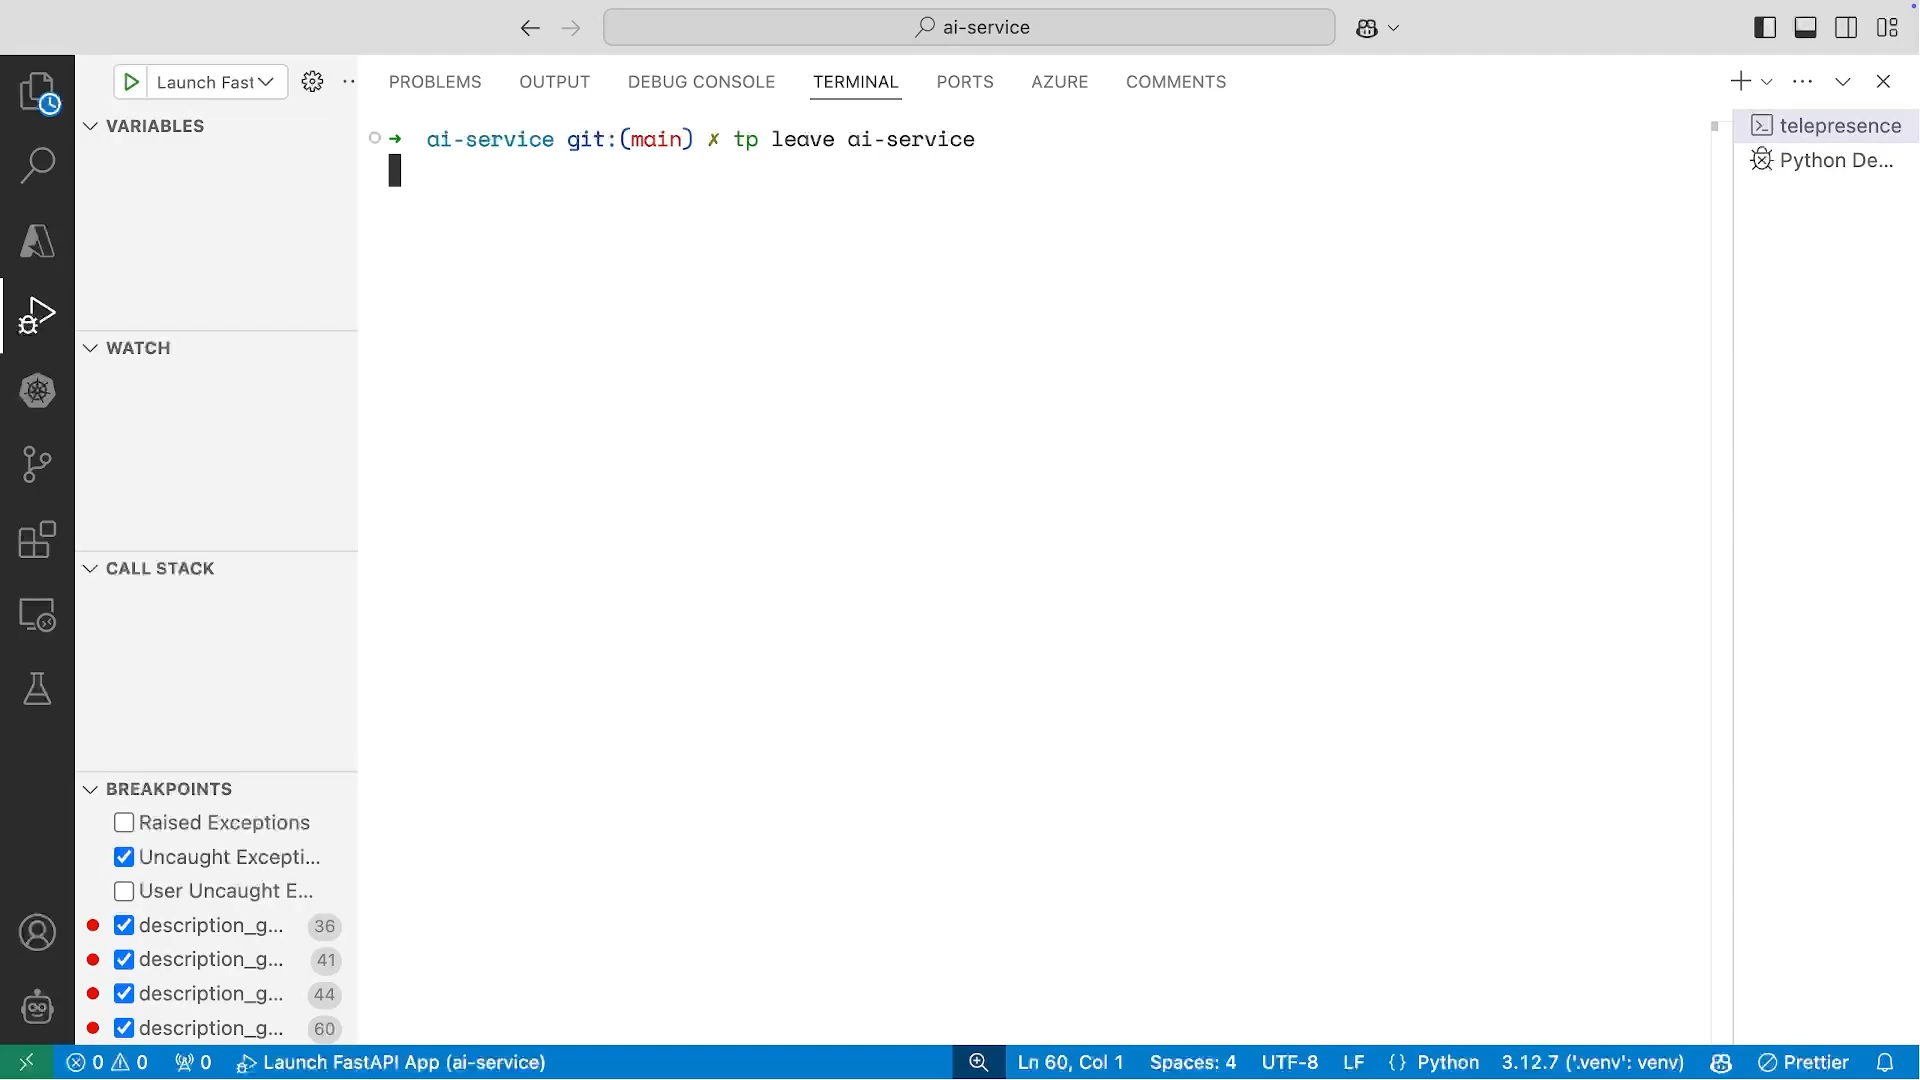 ai-service
Launch Fast
PROBLEMS OUTPUT DEBUG CONSOLE TERMINAL PORTS AZURE COMMENTS
VARIABLES
➜ ai-service git:(main) ✗ tp leave ai-service
telepresence
Python De...
WATCH
CALL STACK
BREAKPOINTS
Raised Exceptions
Uncaught Excepti...
User Uncaught E...
description_g... 36
description_g... 41
description_g... 44
description_g... 60
0 0 0 Launch FastAPI App (ai-service) Ln 60, Col 1 Spaces: 4 UTF-8 LF {} Python 3.12.7 ('.venv': venv) Prettier